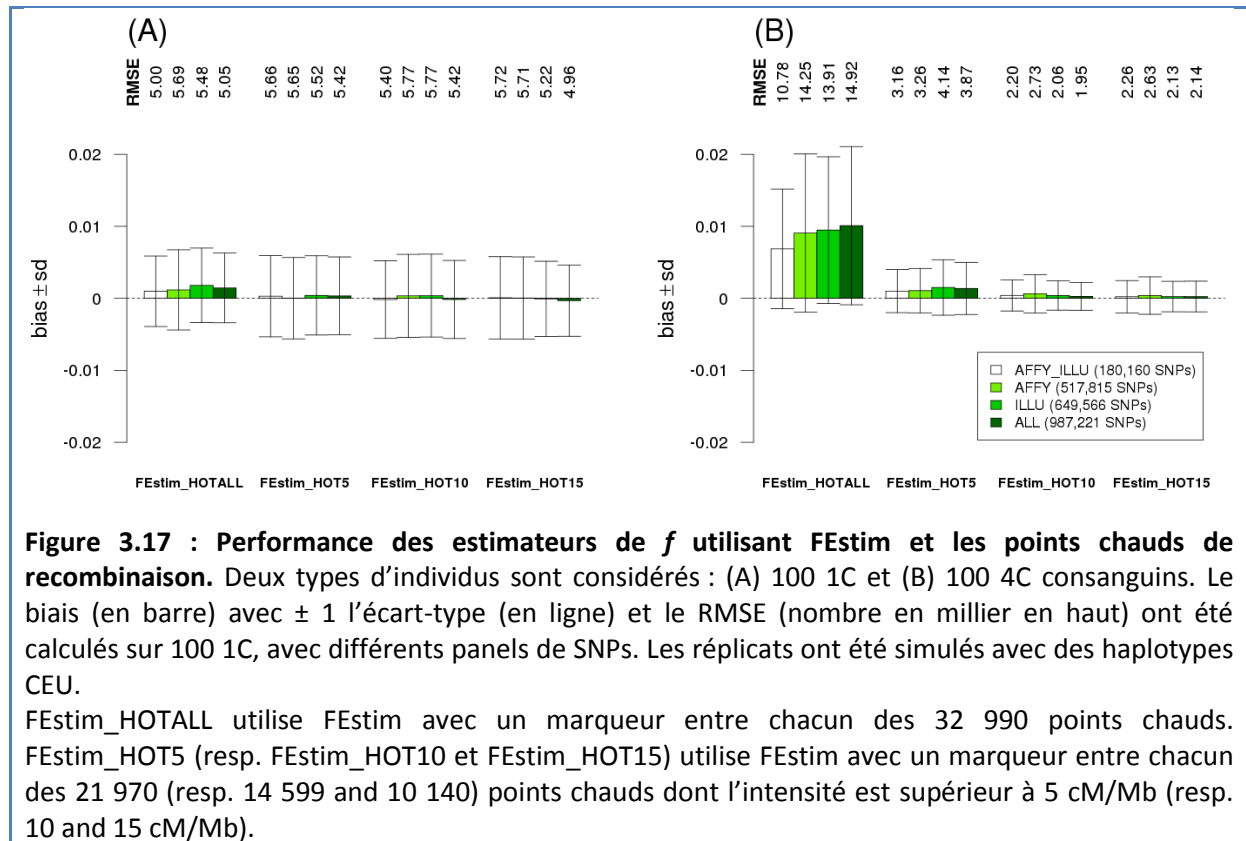 (A)
RMSE
5.00
5.69
5.48
5.05
5.66
5.65
5.52
5.42
5.40
5.77
5.77
5.42
5.72
5.71
5.22
4.96
0.02
0.01
0
-0.01
-0.02
bias ± sd
FEstim_HOTALL
FEstim_HOT5
FEstim_HOT10
FEstim_HOT15
(B)
RMSE
10.78
14.25
13.91
14.92
3.16
3.26
4.14
3.87
2.20
2.73
2.06
1.95
2.26
2.63
2.13
2.14
0.02
0.01
0
-0.01
-0.02
bias ± sd
AFFY_ILLU (180,160 SNPs)
AFFY (517,815 SNPs)
ILLU (649,566 SNPs)
ALL (987,221 SNPs)
FEstim_HOTALL
FEstim_HOT5
FEstim_HOT10
FEstim_HOT15
Figure 3.17 : Performance des estimateurs de f utilisant FEstim et les points chauds de
recombinaison. Deux types d’individus sont considérés : (A) 100 1C et (B) 100 4C consanguins. Le
biais (en barre) avec ± 1 l’écart-type (en ligne) et le RMSE (nombre en millier en haut) ont été
calculés sur 100 1C, avec différents panels de SNPs. Les réplicats ont été simulés avec des haplotypes
CEU.
FEstim_HOTALL utilise FEstim avec un marqueur entre chacun des 32 990 points chauds.
FEstim_HOT5 (resp. FEstim_HOT10 et FEstim_HOT15) utilise FEstim avec un marqueur entre chacun
des 21 970 (resp. 14 599 and 10 140) points chauds dont l’intensité est supérieur à 5 cM/Mb (resp.
10 and 15 cM/Mb).